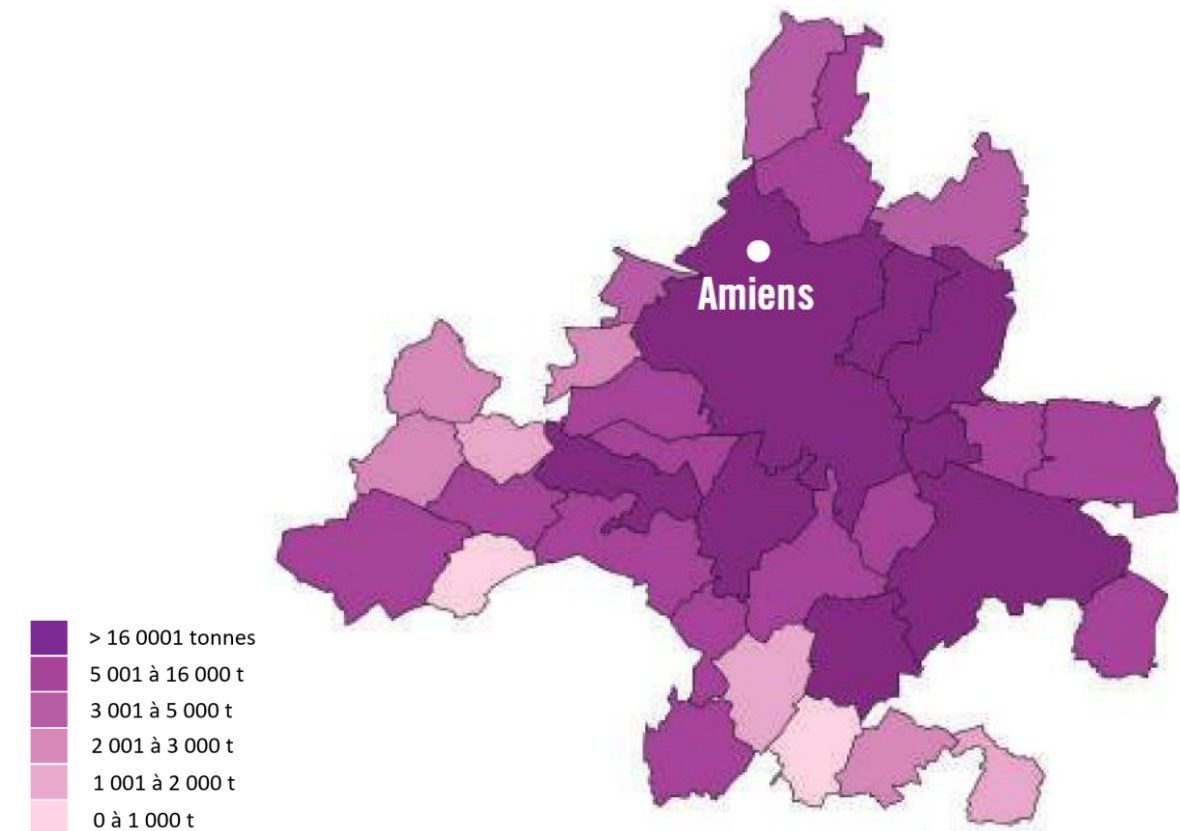 Amiens
> 16 0001 tonnes
5 001 à 16 000 t
3 001 à 5 000 t
2 001 à 3 000 t
1 001 à 2 000 t
0 à 1 000 t